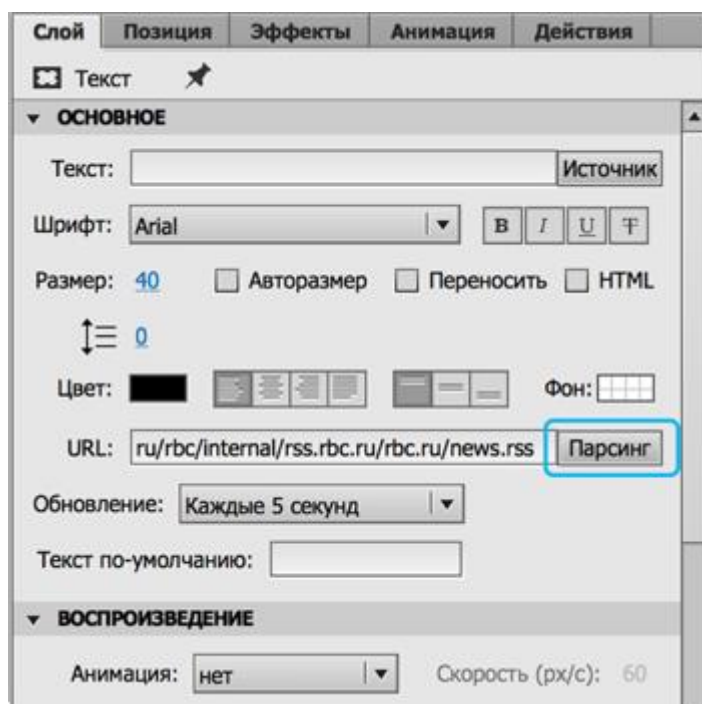 Слой Позиция Эффекты Анимация Действия
Текст
ОСНОВНОЕ
Текст: Источник
Шрифт: Arial B I U T
Размер: 40 Авторазмер Переносить HTML
0
Цвет: Фон:
URL: ru/rbc/internal/rss.rbc.ru/rbc.ru/news.rss Парсинг
Обновление: Каждые 5 секунд
Текст по-умолчанию:
ВОСПРОИЗВЕДЕНИЕ
Анимация: нет Скорость (px/с): 60